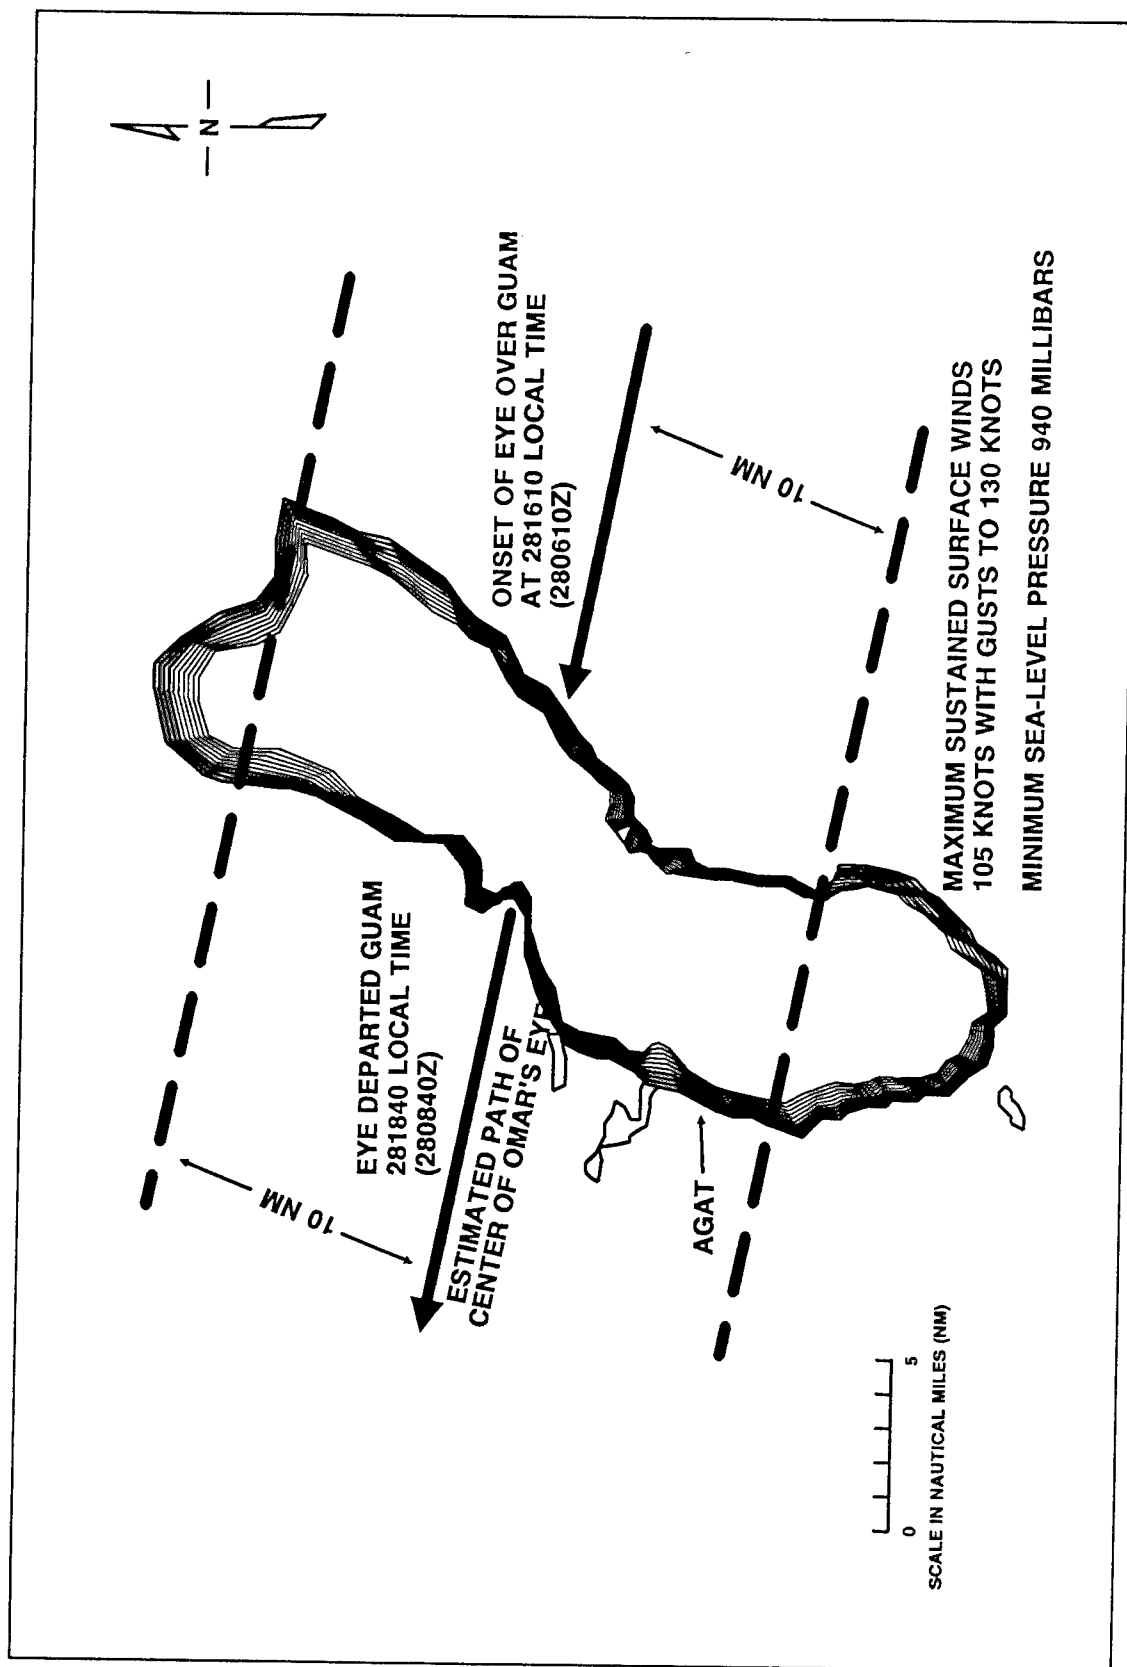 N
ONSET OF EYE OVER GUAM
AT 281610 LOCAL TIME
(280610Z)
10 NM
EYE DEPARTED GUAM
281840 LOCAL TIME
(280840Z)
10 NM
ESTIMATED PATH OF
CENTER OF OMAR'S EYE
AGAT
MAXIMUM SUSTAINED SURFACE WINDS
105 KNOTS WITH GUSTS TO 130 KNOTS
MINIMUM SEA-LEVEL PRESSURE 940 MILLIBARS
0 5
SCALE IN NAUTICAL MILES (NM)